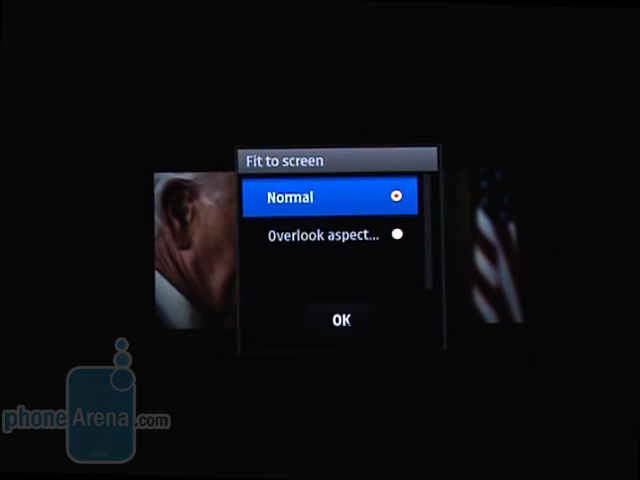 Fit to screen
Normal
Overlook aspect...
OK
phoneArena.com